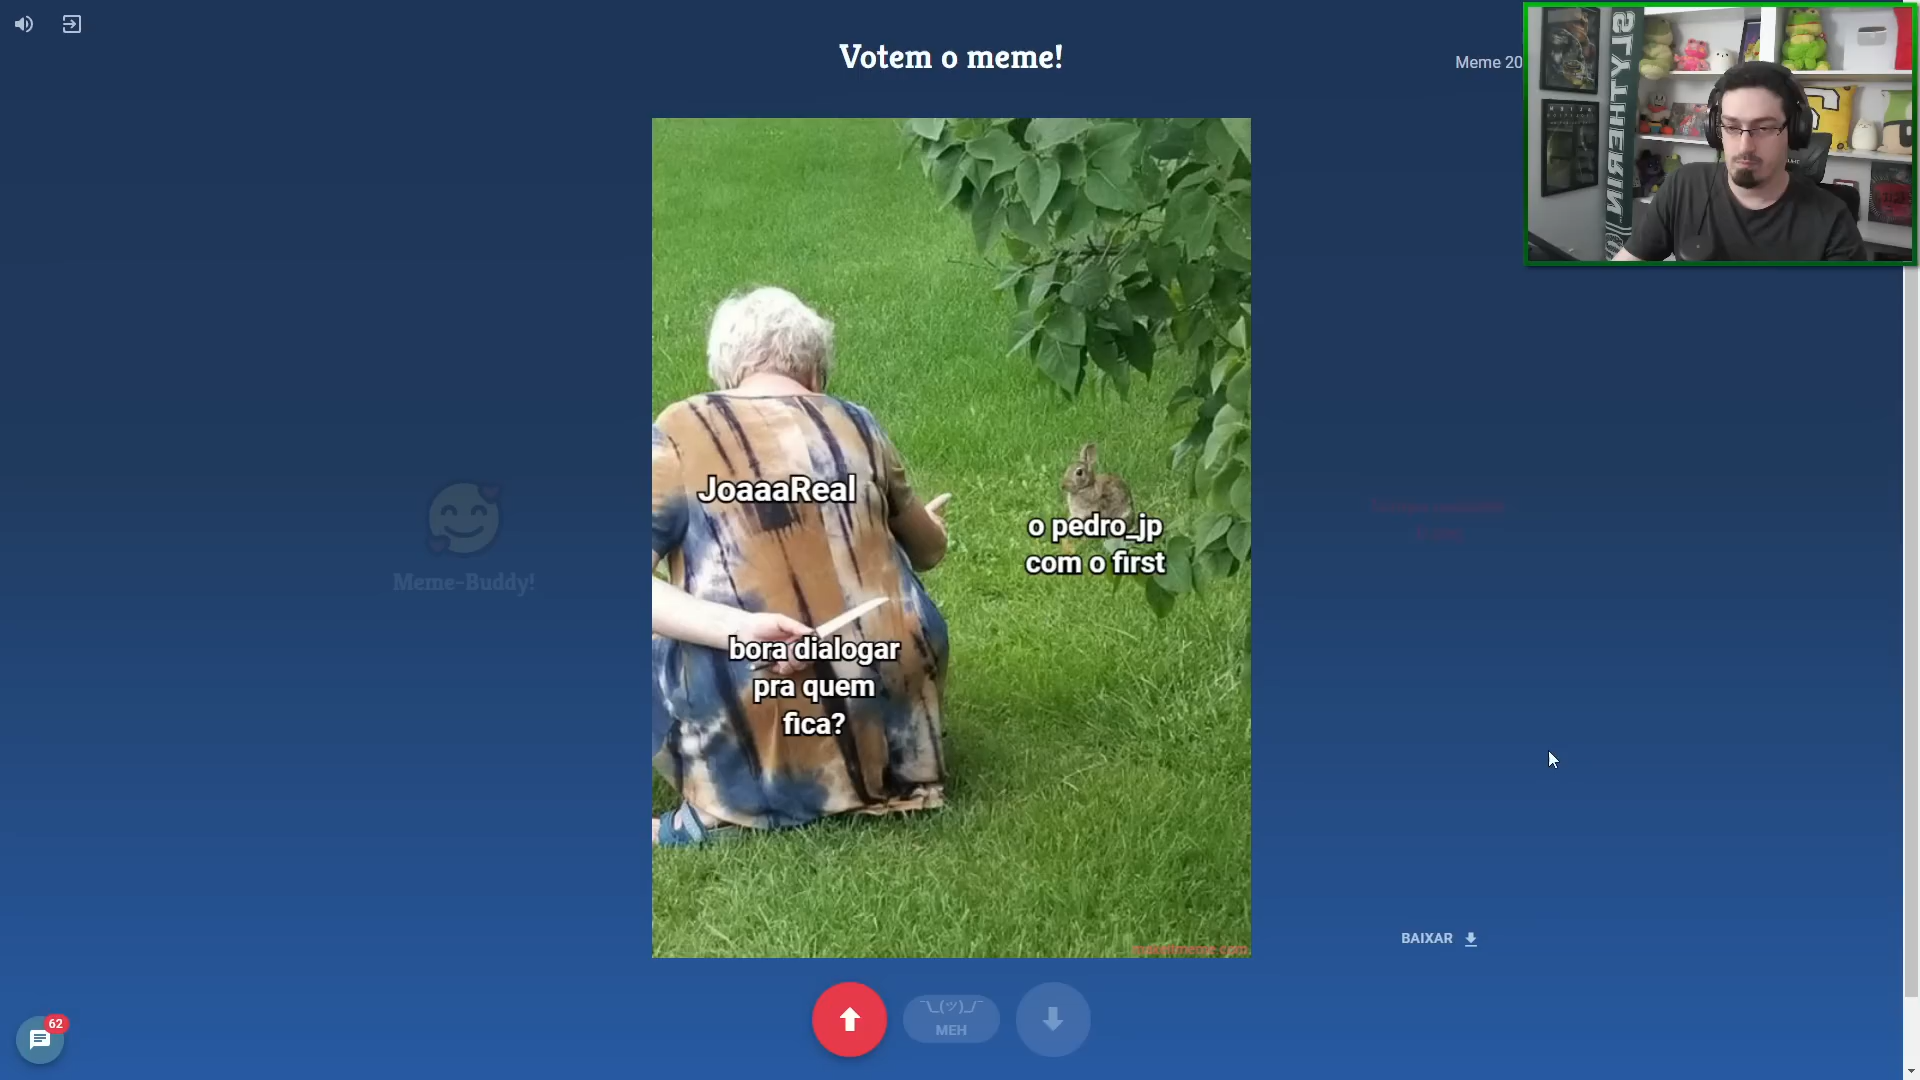 Votem o meme!
Meme 20
SLYTHERIN
JoaaaReal
o pedro_jp
com o first
bora dialogar
pra quem
fica?
Meme-Buddy!
BAIXAR
¯\_(ツ)_/¯
MEH
62